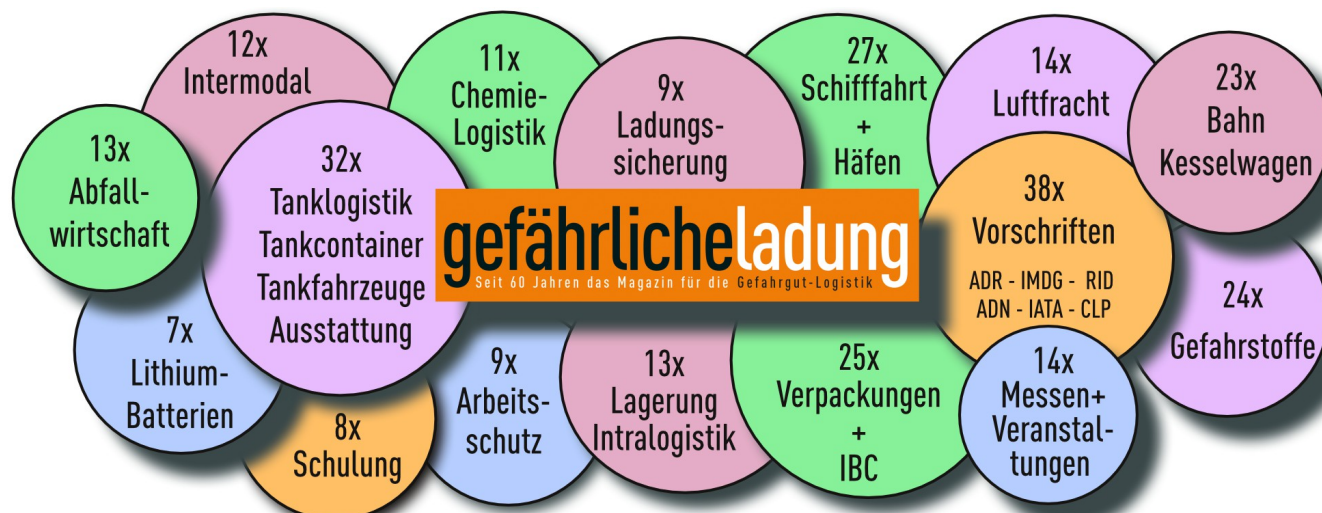 12x
Intermodal
11x
Chemie-
Logistik
9x
Ladungs-
sicherung
27x
Schifffahrt
+
Häfen
14x
Luftfracht
23x
Bahn
Kesselwagen
13x
Abfall-
wirtschaft
32x
Tanklogistik
Tankcontainer
Tankfahrzeuge
Ausstattung
gefährlicheladung
Seit 60 Jahren das Magazin für die Gefahrgut-Logistik
38x
Vorschriften
ADR - IMDG - RID
ADN - IATA - CLP
24x
Gefahrstoffe
7x
Lithium-
Batterien
8x
Schulung
9x
Arbeits-
schutz
13x
Lagerung
Intralogistik
25x
Verpackungen
+
IBC
14x
Messen+
Veranstal-
tungen